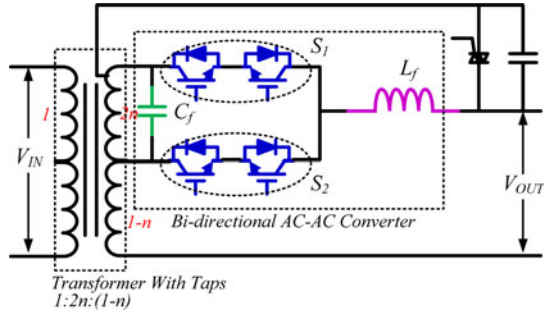 S1
Lf
1
2n
Cf
VIN
S2
VOUT
1-n
Bi-directional AC-AC Converter
Transformer With Taps
1:2n:(1-n)